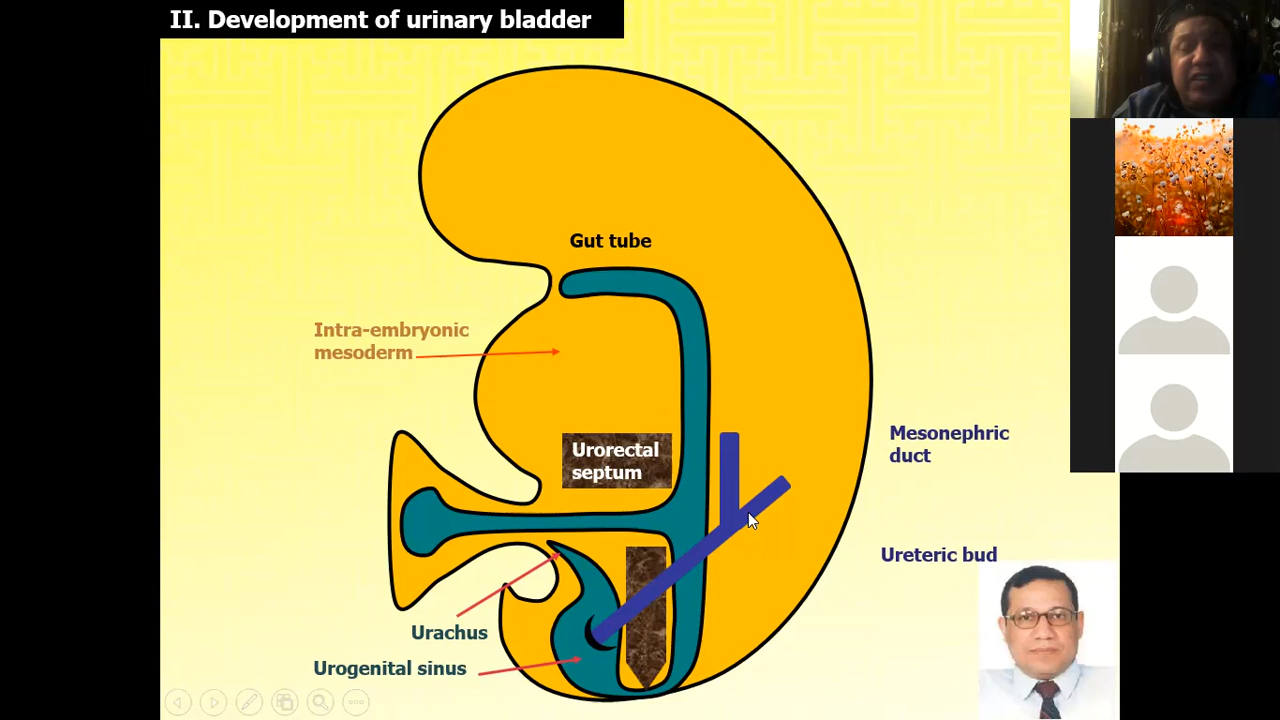 II. Development of urinary bladder
Gut tube
Intra-embryonic
mesoderm
Urorectal
septum
Mesonephric
duct
Ureteric bud
Urachus
Urogenital sinus